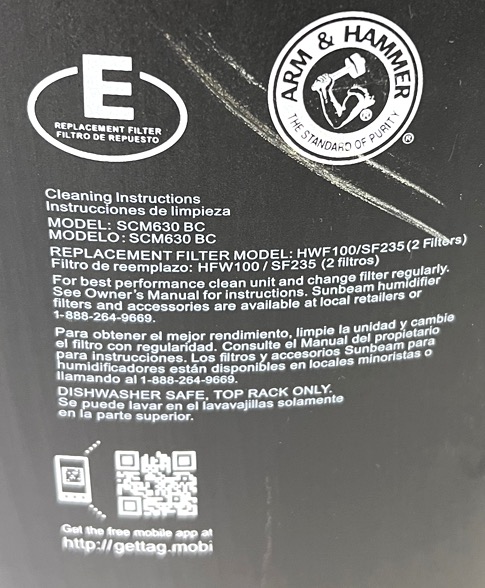 E
REPLACEMENT FILTER
FILTRO DE REPUESTO
ARM & HAMMER
THE STANDARD OF PURITY
®
®
Cleaning Instructions
Instrucciones de limpieza
MODEL: SCM630 BC
MODELO: SCM630 BC
REPLACEMENT FILTER MODEL: HWF100/SF235 (2 Filters)
Filtro de reemplazo: HFW100 / SF235 (2 filtros)
For best performance clean unit and change filter regularly.
See Owner's Manual for instructions. Sunbeam humidifier
filters and accessories are available at local retailers or
1-888-264-9669.
Para obtener el mejor rendimiento, limpie la unidad y cambie
el filtro con regularidad. Consulte el Manual del propietario
para instrucciones. Los filtros y accesorios Sunbeam para
humidificadores están disponibles en locales minoristas o
llamando al 1-888-264-9669.
DISHWASHER SAFE, TOP RACK ONLY.
Se puede lavar en el lavavajillas solamente
en la parte superior.
Get the free mobile app at
http://gettag.mobi